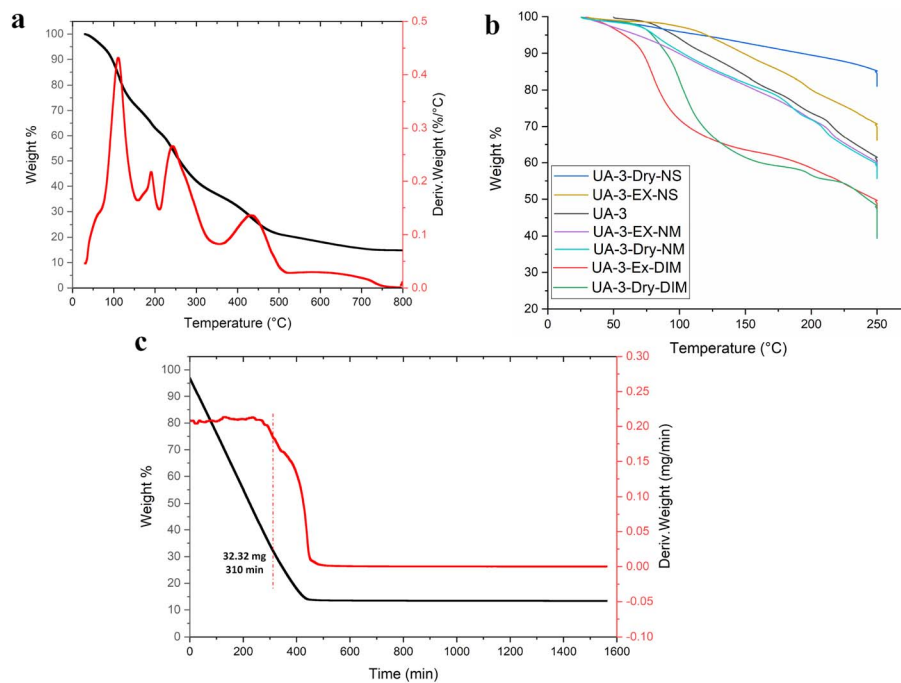 a
100
90
80
70
60
50
40
30
20
10
0
Weight %
0.5
0.4
0.3
0.2
0.1
0.0
Deriv.Weight (%/°C)
0 100 200 300 400 500 600 700 800
Temperature (°C)
b
100
90
80
70
60
50
40
30
20
Weight %
UA-3-Dry-NS
UA-3-EX-NS
UA-3
UA-3-EX-NM
UA-3-Dry-NM
UA-3-Ex-DIM
UA-3-Dry-DIM
0 50 100 150 200 250
Temperature (°C)
c
100
90
80
70
60
50
40
30
20
10
0
Weight %
32.32 mg
310 min
0.30
0.25
0.20
0.15
0.10
0.05
0.00
-0.05
-0.10
Deriv.Weight (mg/min)
0 200 400 600 800 1000 1200 1400 1600
Time (min)